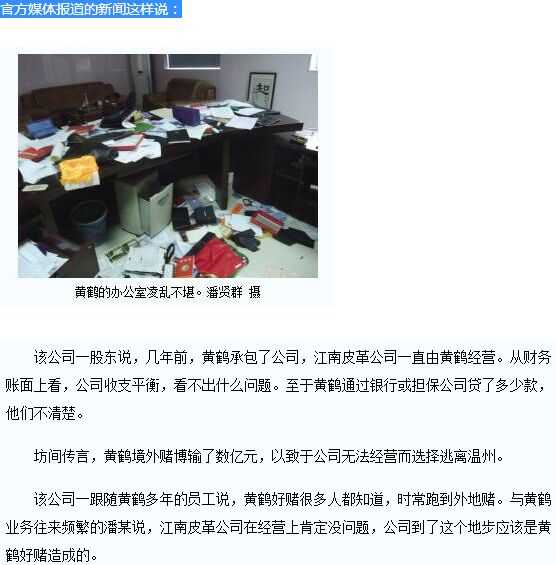 官方媒体报道的新闻这样说：
起
黄鹤的办公室凌乱不堪。潘贤群 摄
该公司一股东说，几年前，黄鹤承包了公司，江南皮革公司一直由黄鹤经营。从财务
账面上看，公司收支平衡，看不出什么问题。至于黄鹤通过银行或担保公司贷了多少款，
他们不清楚。
坊间传言，黄鹤境外赌博输了数亿元，以致于公司无法经营而选择逃离温州。
该公司一跟随黄鹤多年的员工说，黄鹤好赌很多人都知道，时常跑到外地赌。与黄鹤
业务往来频繁的潘某说，江南皮革公司在经营上肯定没问题，公司到了这个地步应该是黄
鹤好赌造成的。